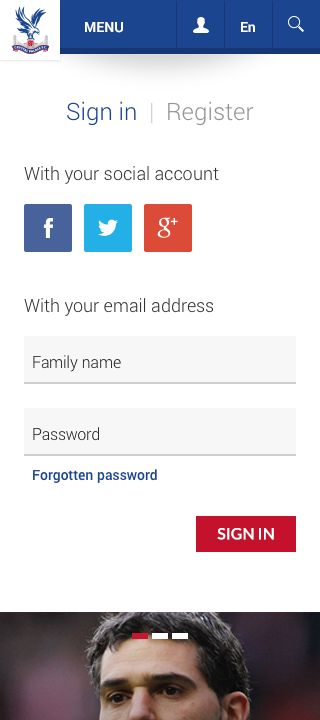 MENU
En
Sign in | Register
With your social account
f
g+
With your email address
Family name
Password
Forgotten password
SIGN IN